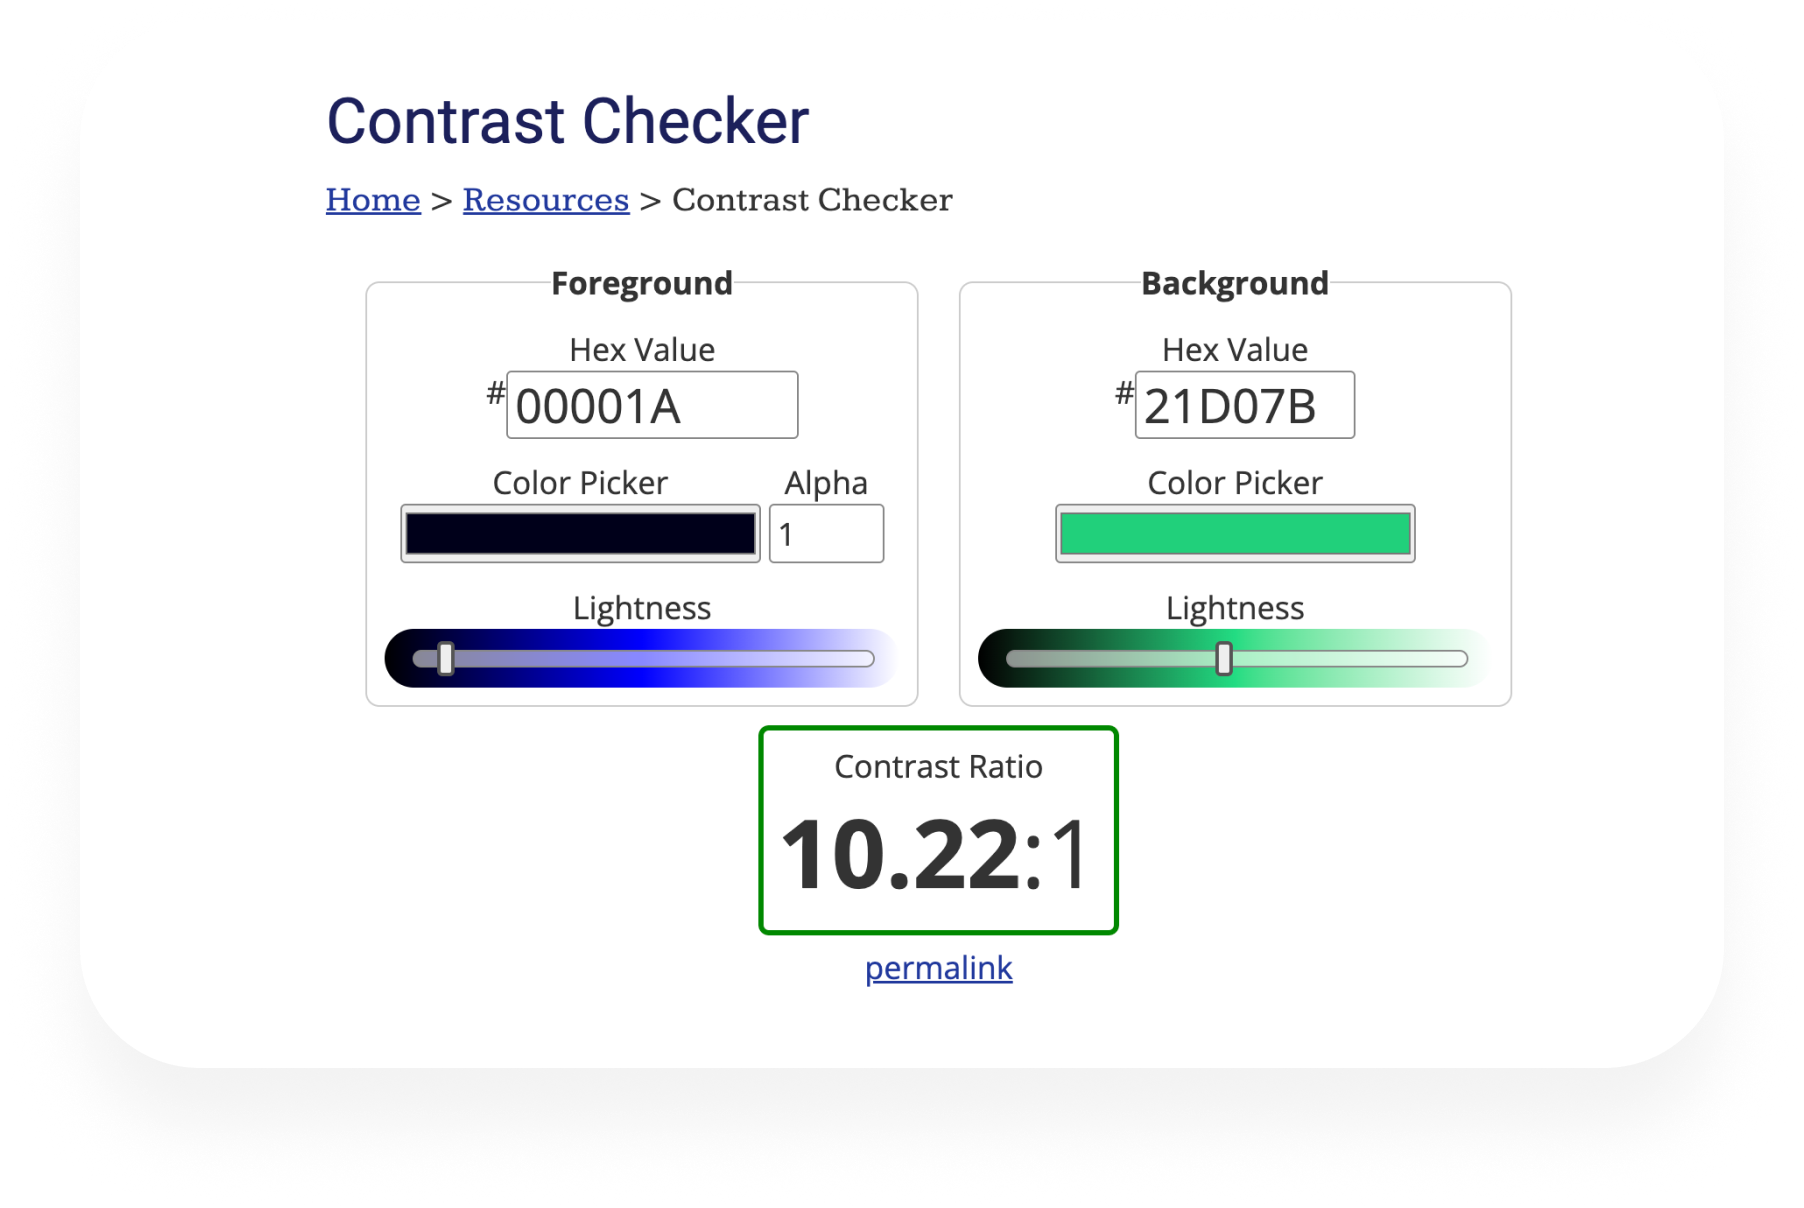 Contrast Checker
Home > Resources > Contrast Checker
Foreground
Hex Value
#00001A
Color Picker
Alpha
1
Lightness
Background
Hex Value
#21D07B
Color Picker
Lightness
Contrast Ratio
10.22:1
permalink